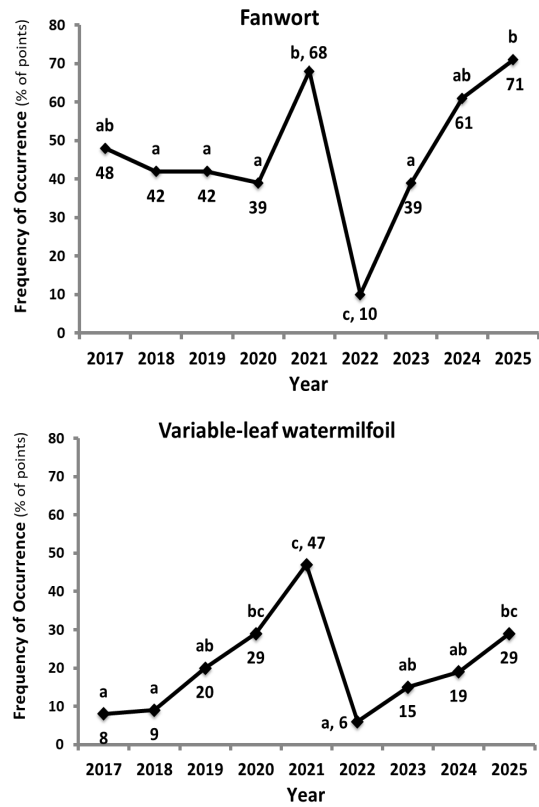 Fanwort
Frequency of Occurrence (% of points)
80
70
60
50
40
30
20
10
0
ab
48
a
42
a
42
a
39
b, 68
c, 10
a
39
ab
61
b
71
2017 2018 2019 2020 2021 2022 2023 2024 2025
Year
Variable-leaf watermilfoil
Frequency of Occurrence (% of points)
80
70
60
50
40
30
20
10
0
a
8
a
9
ab
20
bc
29
c, 47
a, 6
ab
15
ab
19
bc
29
2017 2018 2019 2020 2021 2022 2023 2024 2025
Year